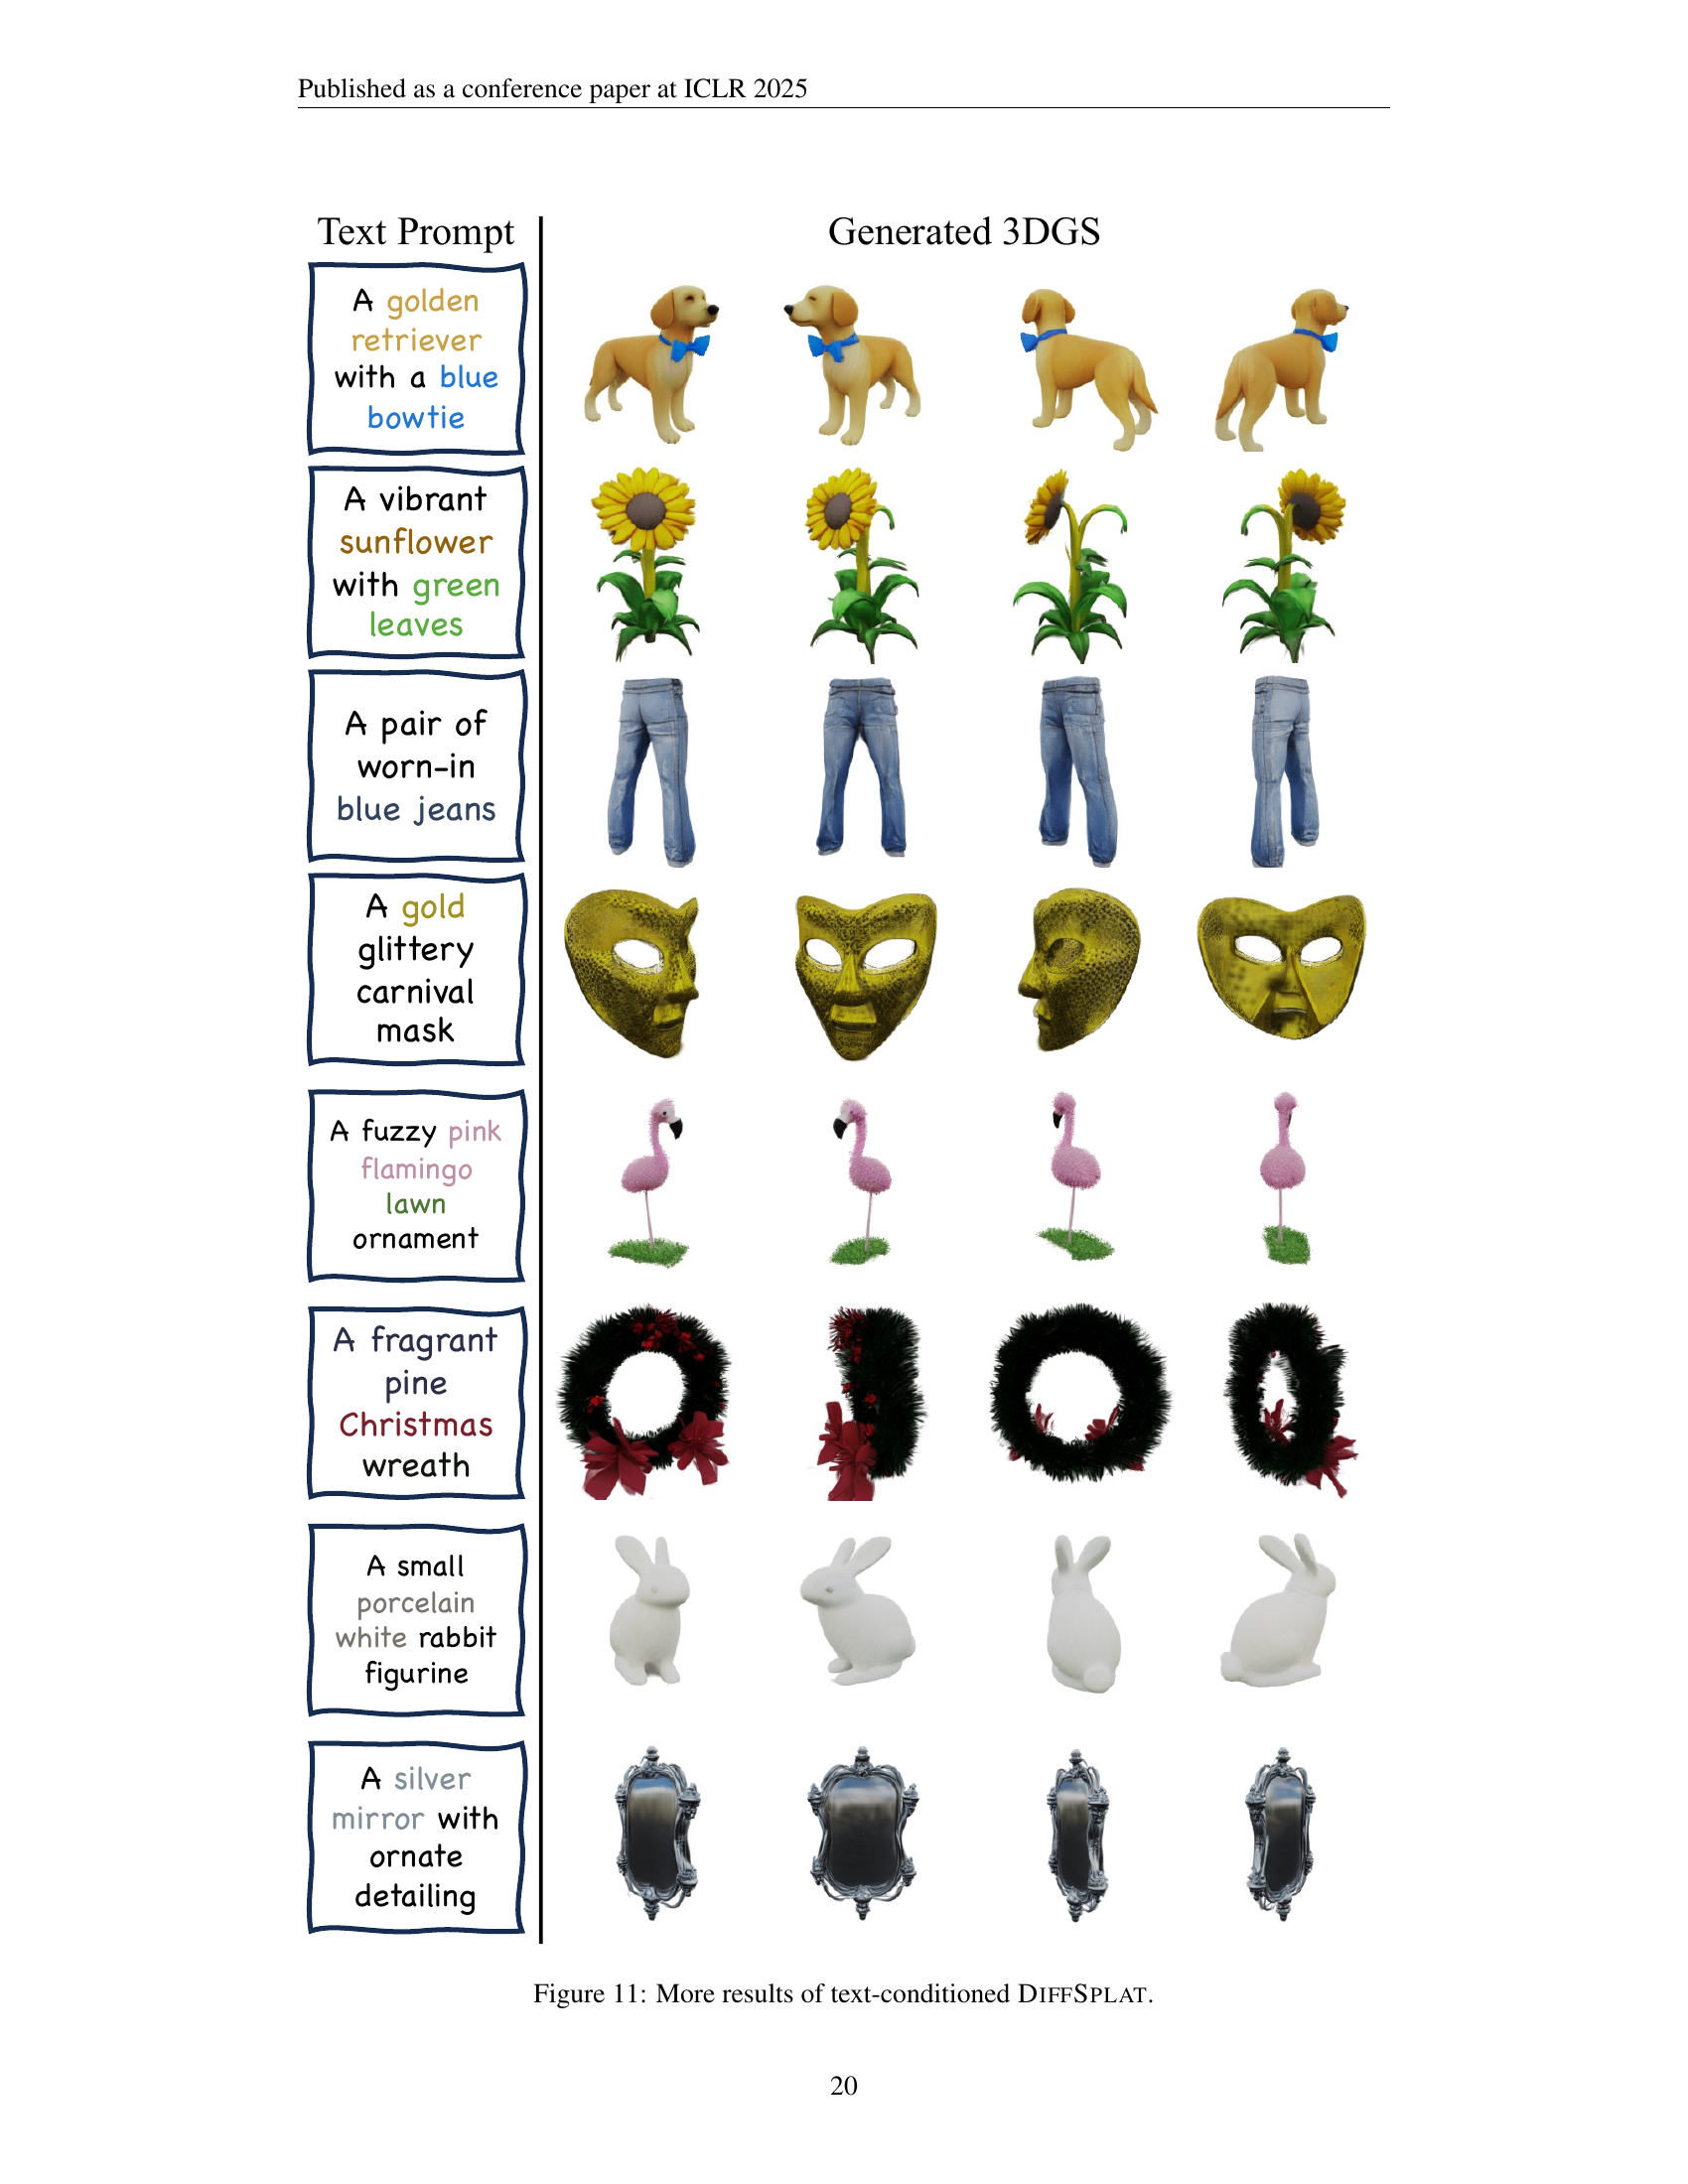 Published as a conference paper at ICLR 2025
Text Prompt
Generated 3DGS
A golden
retriever
with a blue
bowtie
A vibrant
sunflower
with green
leaves
A pair of
worn-in
blue jeans
A gold
glittery
carnival
mask
A fuzzy pink
flamingo
lawn
ornament
A fragrant
pine
Christmas
wreath
A small
porcelain
white rabbit
figurine
A silver
mirror with
ornate
detailing
Figure 11: More results of text-conditioned DIFFSPLAT.
20